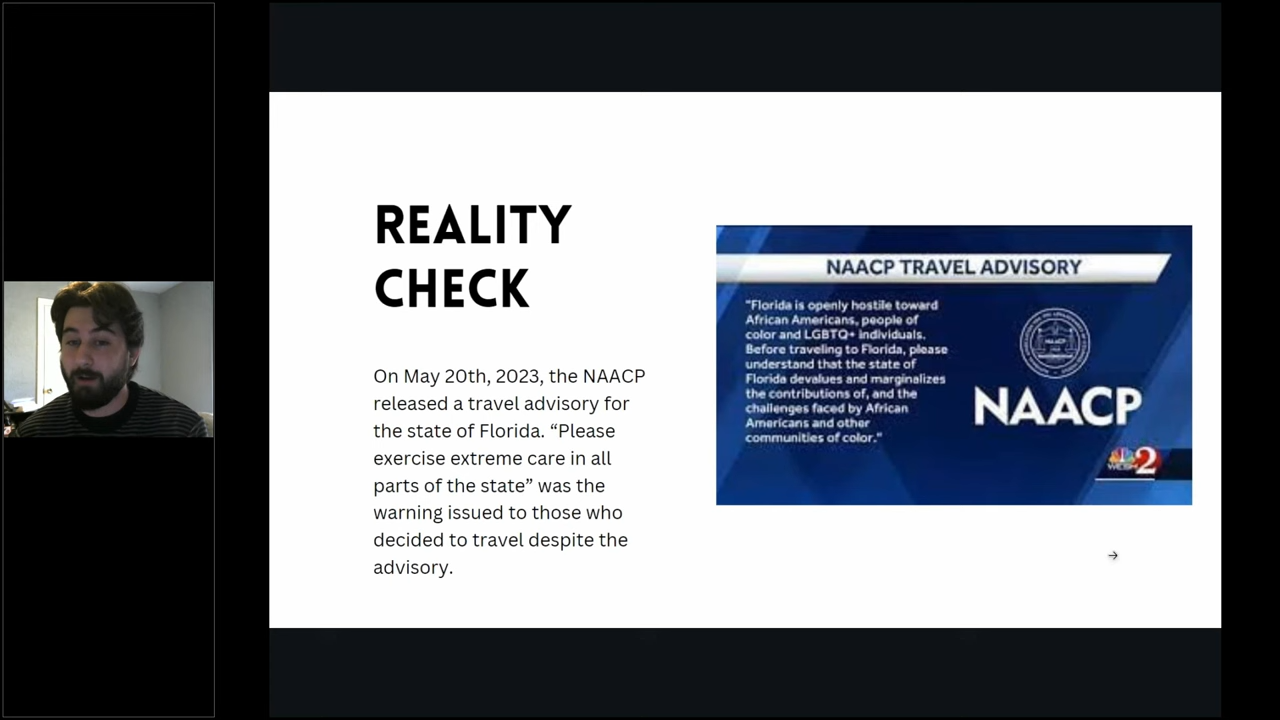 REALITY
CHECK
On May 20th, 2023, the NAACP
released a travel advisory for
the state of Florida. “Please
exercise extreme care in all
parts of the state” was the
warning issued to those who
decided to travel despite the
advisory.
NAACP TRAVEL ADVISORY
"Florida is openly hostile toward
African Americans, people of
color and LGBTQ+ individuals.
Before traveling to Florida, please
understand that the state of
Florida devalues and marginalizes
the contributions of, and the
challenges faced by African
Americans and other
communities of color."
NAACP
NAACP
WESH 2
→